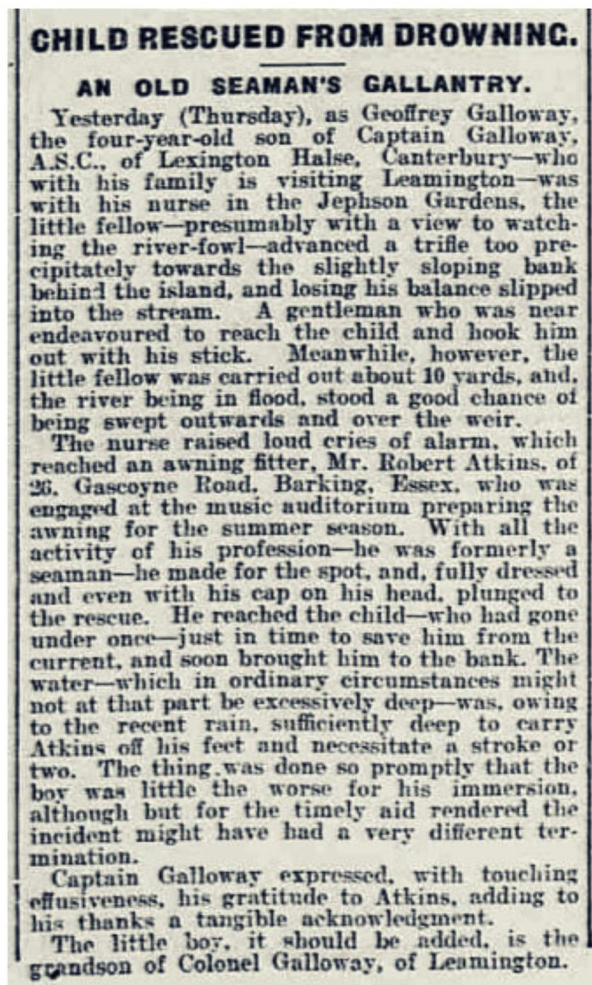 CHILD RESCUED FROM DROWNING.
AN OLD SEAMAN'S GALLANTRY.
Yesterday (Thursday), as Geoffrey Galloway,
the four-year-old son of Captain Galloway,
A.S.C., of Lexington Halse, Canterbury—who
with his family is visiting Leamington—was
with his nurse in the Jephson Gardens, the
little fellow—presumably with a view to watch-
ing the river-fowl—advanced a trifle too pre-
cipitately towards the slightly sloping bank
behind the island, and losing his balance slipped
into the stream. A gentleman who was near
endeavoured to reach the child and hook him
out with his stick. Meanwhile, however, the
little fellow was carried out about 10 yards, and,
the river being in flood, stood a good chance of
being swept outwards and over the weir.
The nurse raised loud cries of alarm, which
reached an awning fitter, Mr. Robert Atkins, of
26, Gascoyne Road, Barking, Essex, who was
engaged at the music auditorium preparing the
awning for the summer season. With all the
activity of his profession—he was formerly a
seaman—he made for the spot, and, fully dressed
and even with his cap on his head, plunged to
the rescue. He reached the child—who had gone
under once—just in time to save him from the
current, and soon brought him to the bank. The
water—which in ordinary circumstances might
not at that part be excessively deep—was, owing
to the recent rain, sufficiently deep to carry
Atkins off his feet and necessitate a stroke or
two. The thing was done so promptly that the
boy was little the worse for his immersion,
although but for the timely aid rendered the
incident might have had a very different ter-
mination.
Captain Galloway expressed, with touching
effusiveness, his gratitude to Atkins, adding to
his thanks a tangible acknowledgment.
The little boy, it should be added, is the
grandson of Colonel Galloway, of Leamington.